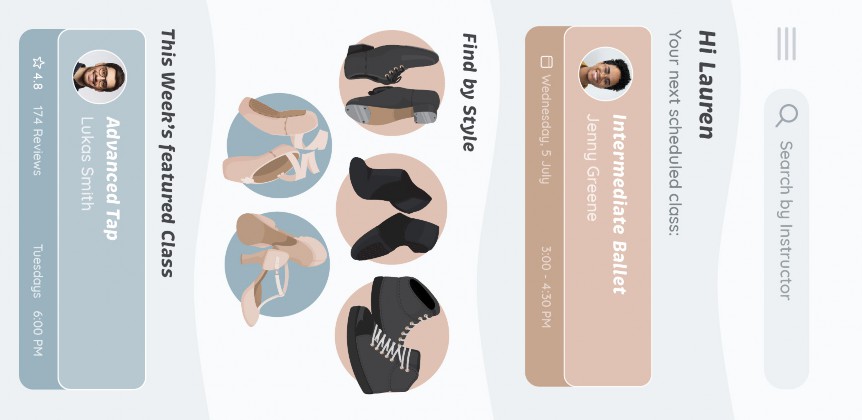 Search by Instructor
Hi Lauren
Your next scheduled class:
Intermediate Ballet
Jenny Greene
Wednesday, 5 July 3:00 - 4:30 PM
Find by Style
This Week's featured Class
Advanced Tap
Lukas Smith
4.8 174 Reviews Tuesdays 6:00 PM